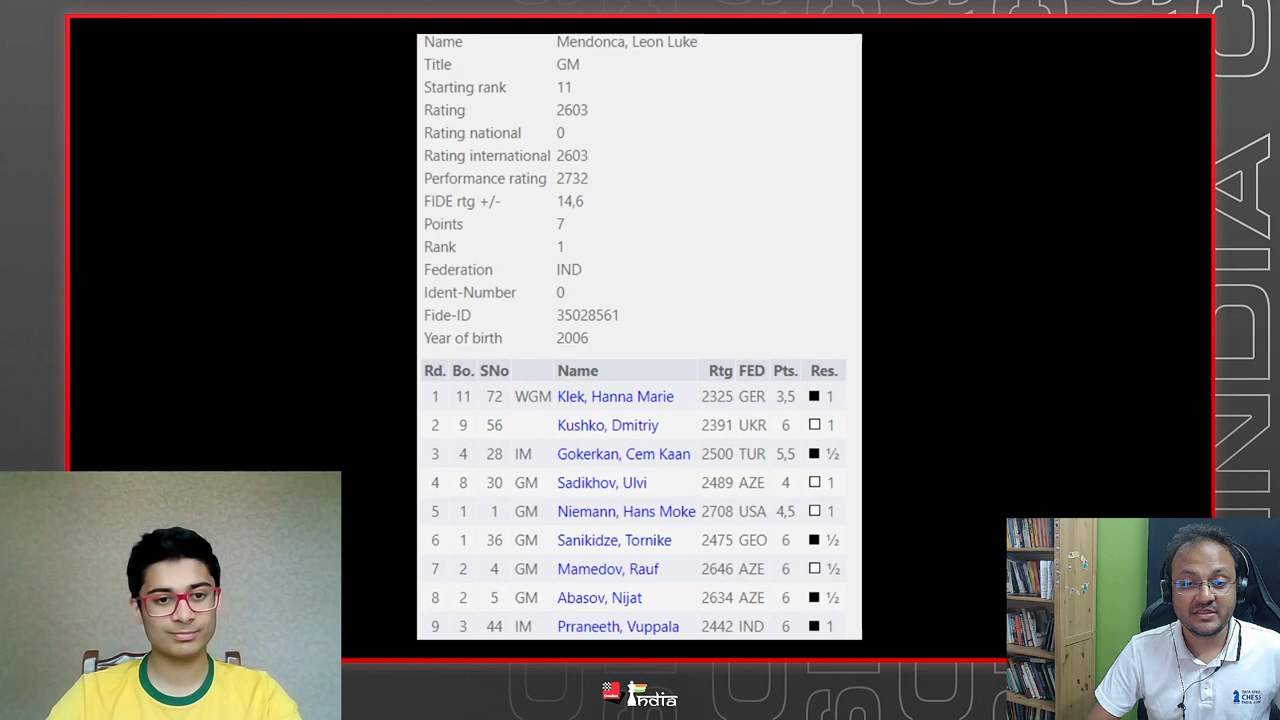 Name Mendonca, Leon Luke
Title GM
Starting rank 11
Rating 2603
Rating national 0
Rating international 2603
Performance rating 2732
FIDE rtg +/- 14,6
Points 7
Rank 1
Federation IND
Ident-Number 0
Fide-ID 35028561
Year of birth 2006
Rd. Bo. SNo Name Rtg FED Pts. Res.
1 11 72 WGM Klek, Hanna Marie 2325 GER 3,5 ■ 1
2 9 56 Kushko, Dmitriy 2391 UKR 6 □ 1
3 4 28 IM Gokerkan, Cem Kaan 2500 TUR 5,5 ■ ½
4 8 30 GM Sadikhov, Ulvi 2489 AZE 4 □ 1
5 1 1 GM Niemann, Hans Moke 2708 USA 4,5 □ 1
6 1 36 GM Sanikidze, Tornike 2475 GEO 6 ■ ½
7 2 4 GM Mamedov, Rauf 2646 AZE 6 □ ½
8 2 5 GM Abasov, Nijat 2634 AZE 6 ■ ½
9 3 44 IM Prraneeth, Vuppala 2442 IND 6 ■ 1
INDIA
TATA STEEL
CHESS
India